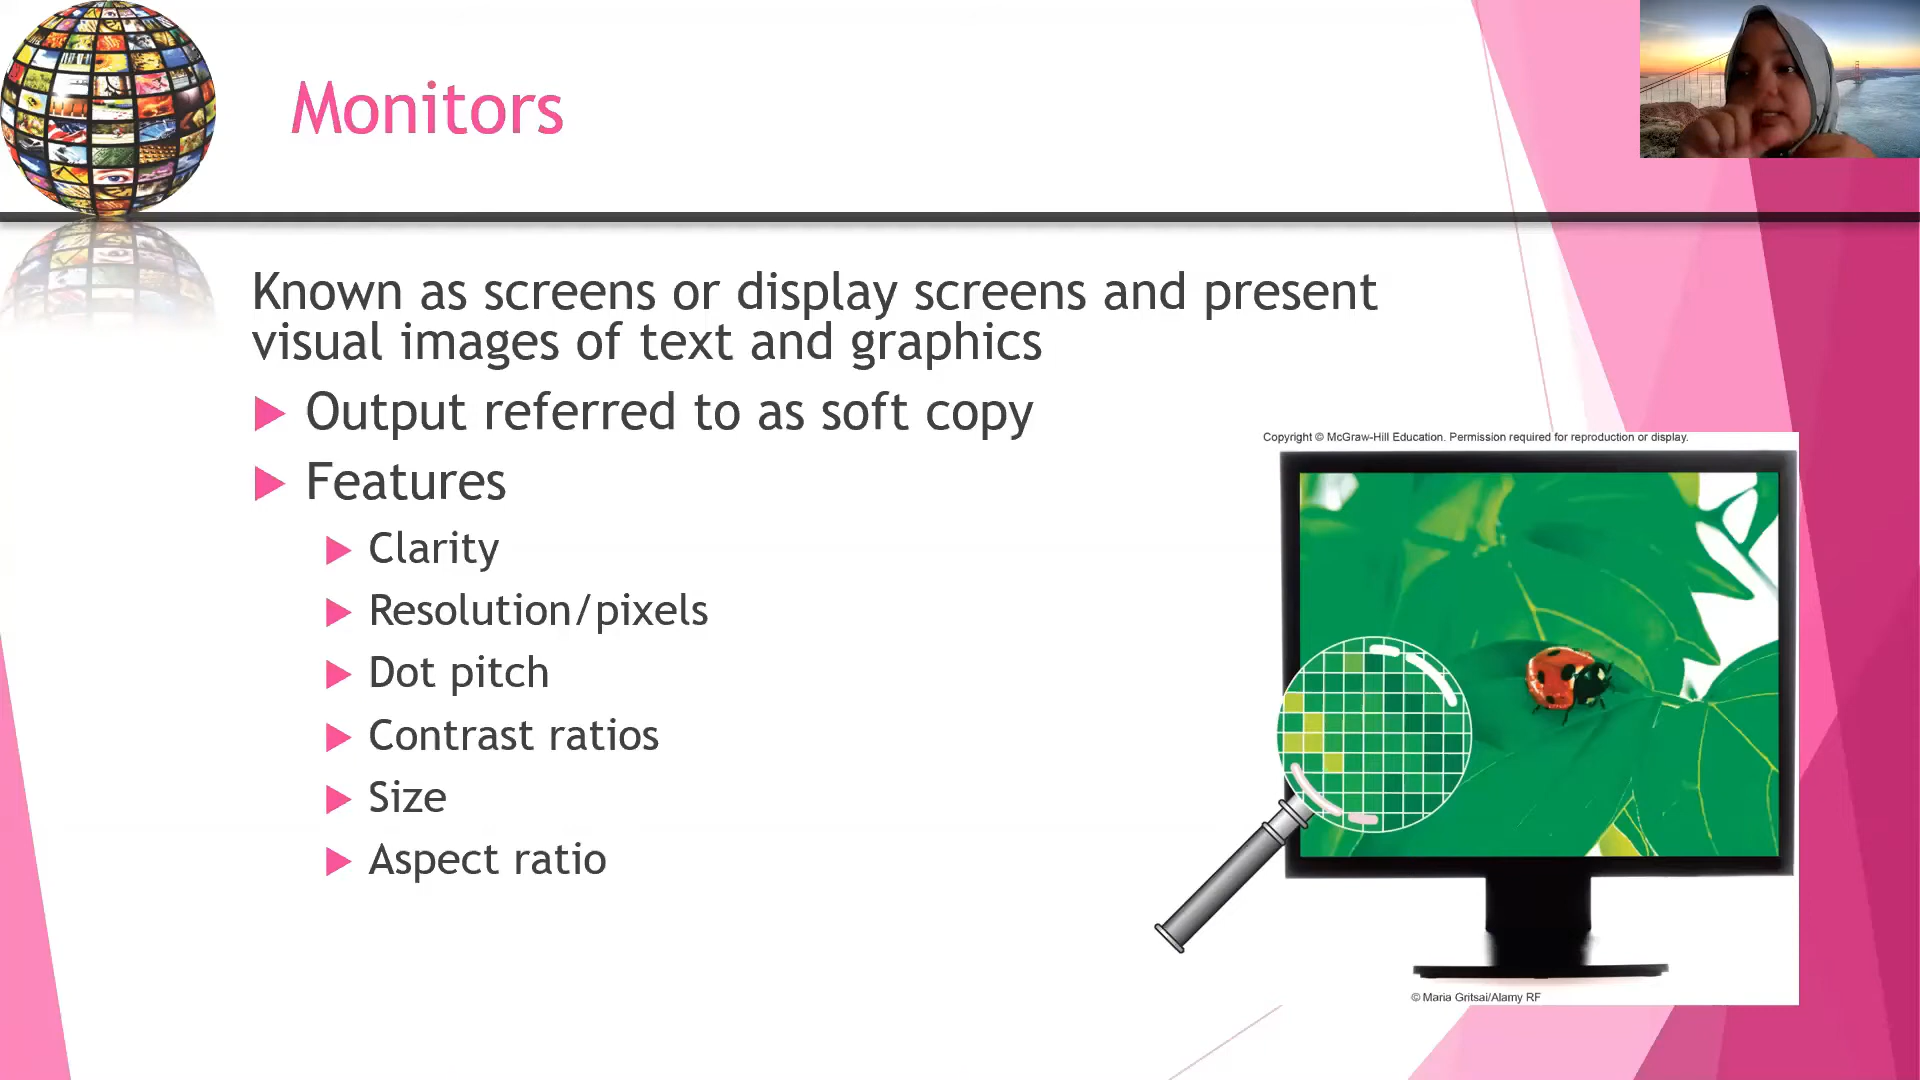 Monitors
Known as screens or display screens and present
visual images of text and graphics
Output referred to as soft copy
Features
Clarity
Resolution/pixels
Dot pitch
Contrast ratios
Size
Aspect ratio
Copyright © McGraw-Hill Education. Permission required for reproduction or display.
© Maria Gritsai/Alamy RF